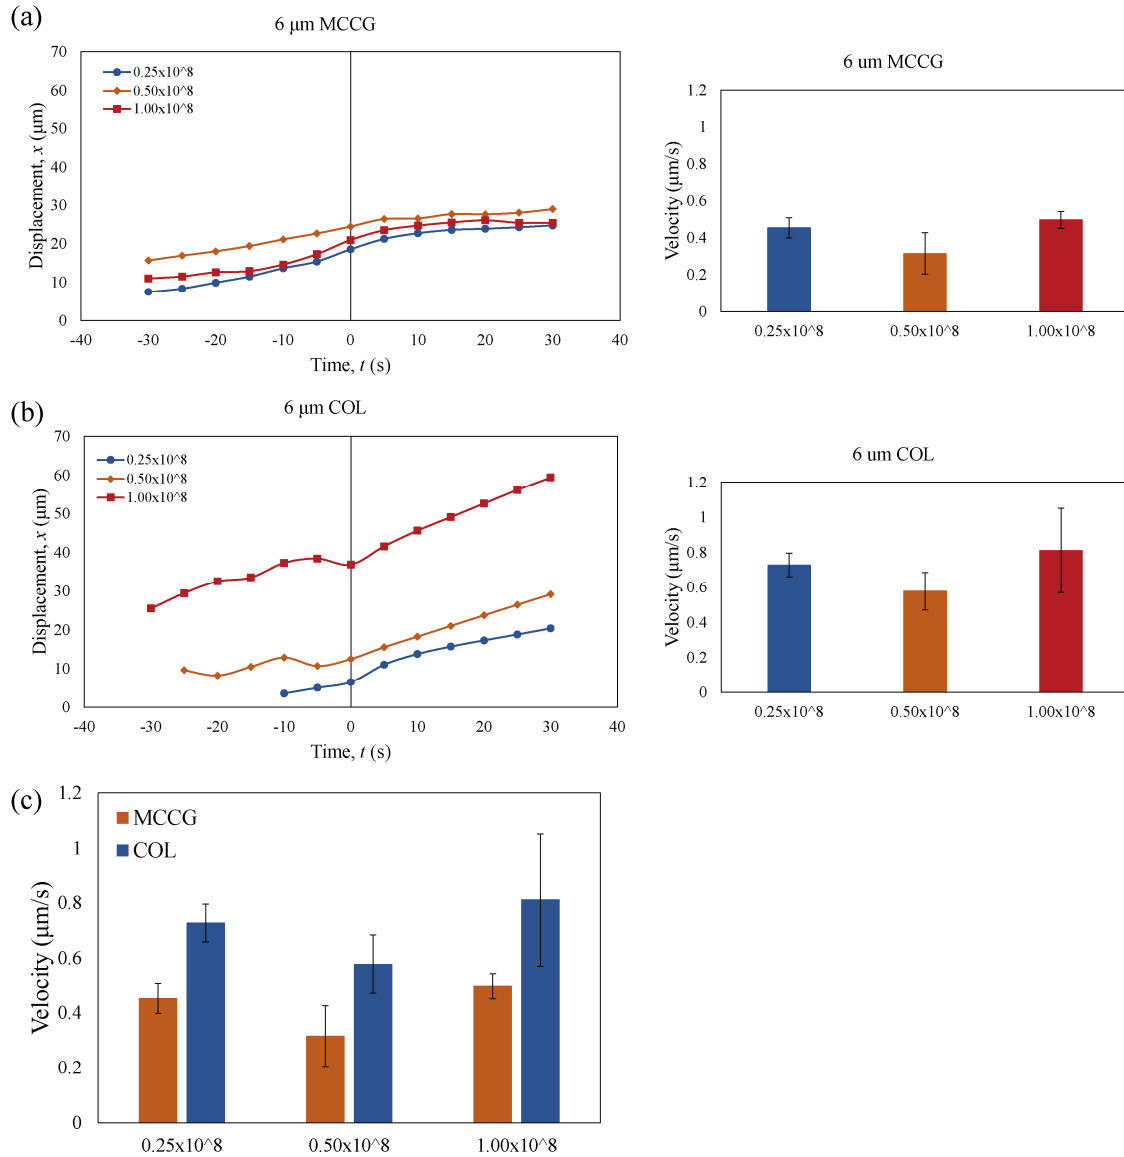 (a)
6 μm MCCG
70
60
50
40
30
20
10
0
-40 -30 -20 -10 0 10 20 30 40
Displacement, x (μm)
Time, t (s)
0.25x10^8
0.50x10^8
1.00x10^8
6 um MCCG
1.2
1
0.8
0.6
0.4
0.2
0
Velocity (μm/s)
0.25x10^8 0.50x10^8 1.00x10^8
(b)
6 μm COL
70
60
50
40
30
20
10
0
-40 -30 -20 -10 0 10 20 30 40
Displacement, x (μm)
Time, t (s)
0.25x10^8
0.50x10^8
1.00x10^8
6 um COL
1.2
1
0.8
0.6
0.4
0.2
0
Velocity (μm/s)
0.25x10^8 0.50x10^8 1.00x10^8
(c)
1.2
1
0.8
0.6
0.4
0.2
0
Velocity (μm/s)
MCCG
COL
0.25x10^8 0.50x10^8 1.00x10^8